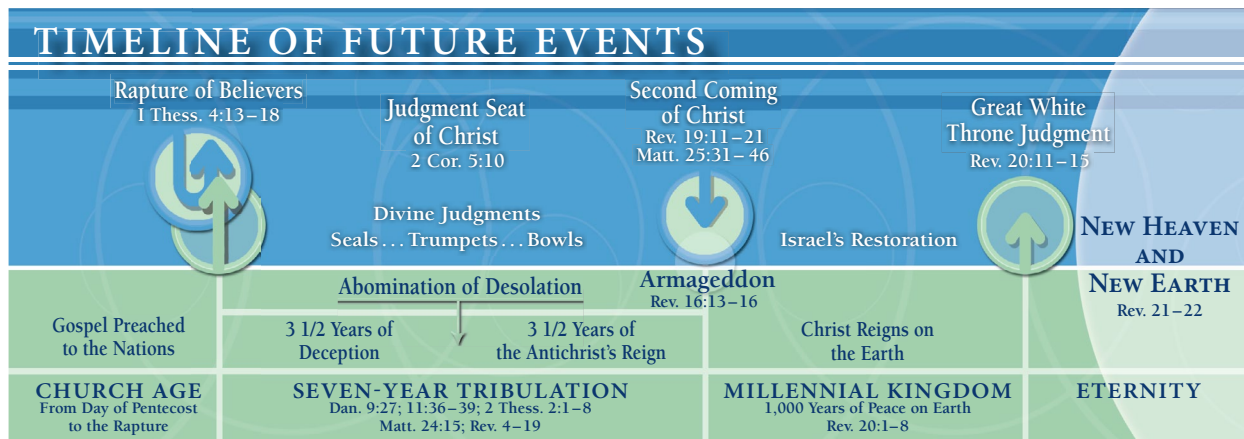 TIMELINE OF FUTURE EVENTS
Rapture of Believers
I Thess. 4:13–18
Judgment Seat
of Christ
2 Cor. 5:10
Second Coming
of Christ
Rev. 19:11–21
Matt. 25:31–46
Great White
Throne Judgment
Rev. 20:11–15
Divine Judgments
Seals...Trumpets...Bowls
Israel's Restoration
NEW HEAVEN
AND
NEW EARTH
Rev. 21–22
Abomination of Desolation
Armageddon
Rev. 16:13–16
Gospel Preached
to the Nations
3 1/2 Years of
Deception
3 1/2 Years of
the Antichrist's Reign
Christ Reigns on
the Earth
CHURCH AGE
From Day of Pentecost
to the Rapture
SEVEN-YEAR TRIBULATION
Dan. 9:27; 11:36–39; 2 Thess. 2:1–8
Matt. 24:15; Rev. 4–19
MILLENNIAL KINGDOM
1,000 Years of Peace on Earth
Rev. 20:1–8
ETERNITY